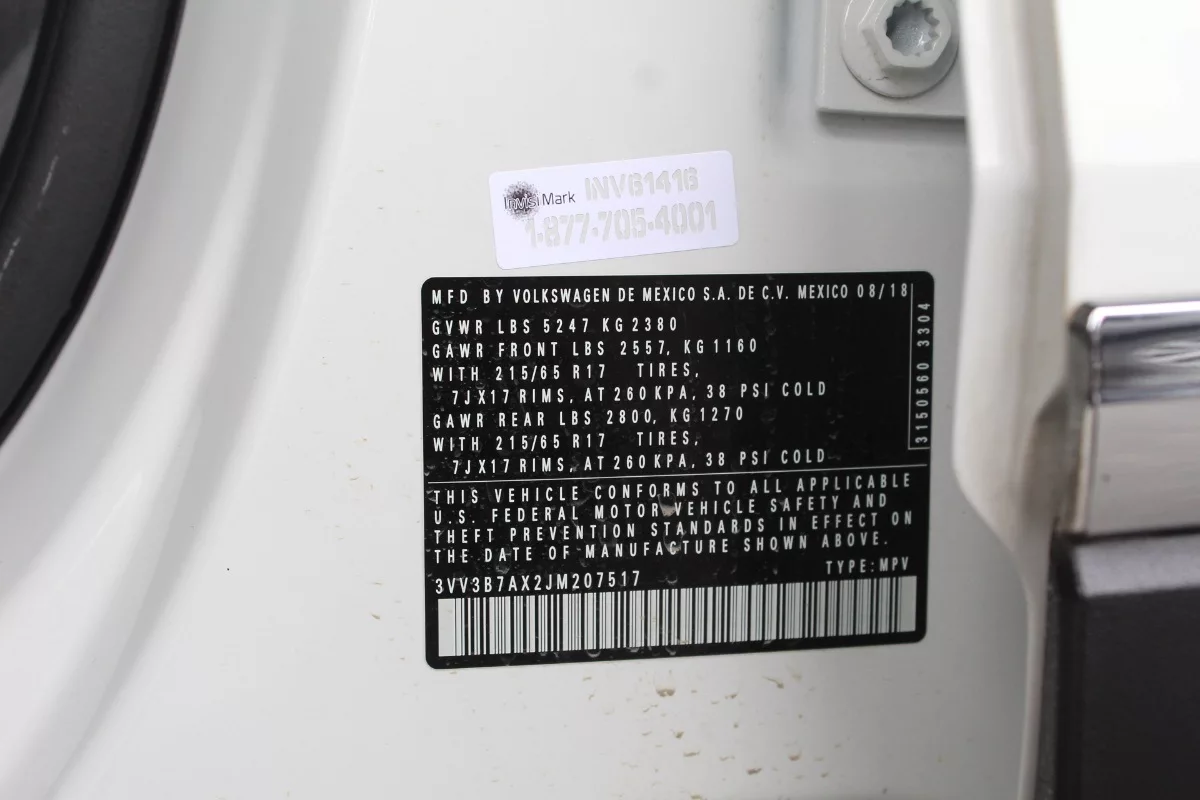 InvisiMark INV61416
1-877-705-4001
MFD BY VOLKSWAGEN DE MEXICO S.A. DE C.V. MEXICO 08/18
GVWR LBS 5247 KG 2380
GAWR FRONT LBS 2557, KG 1160
WITH 215/65 R17 TIRES,
7JX17 RIMS, AT 260 KPA, 38 PSI COLD
GAWR REAR LBS 2800, KG 1270
WITH 215/65 R17 TIRES,
7JX17 RIMS, AT 260 KPA, 38 PSI COLD
3150560 3304
THIS VEHICLE CONFORMS TO ALL APPLICABLE
U.S. FEDERAL MOTOR VEHICLE SAFETY AND
THEFT PREVENTION STANDARDS IN EFFECT ON
THE DATE OF MANUFACTURE SHOWN ABOVE.
3VV3B7AX2JM207517 TYPE: MPV